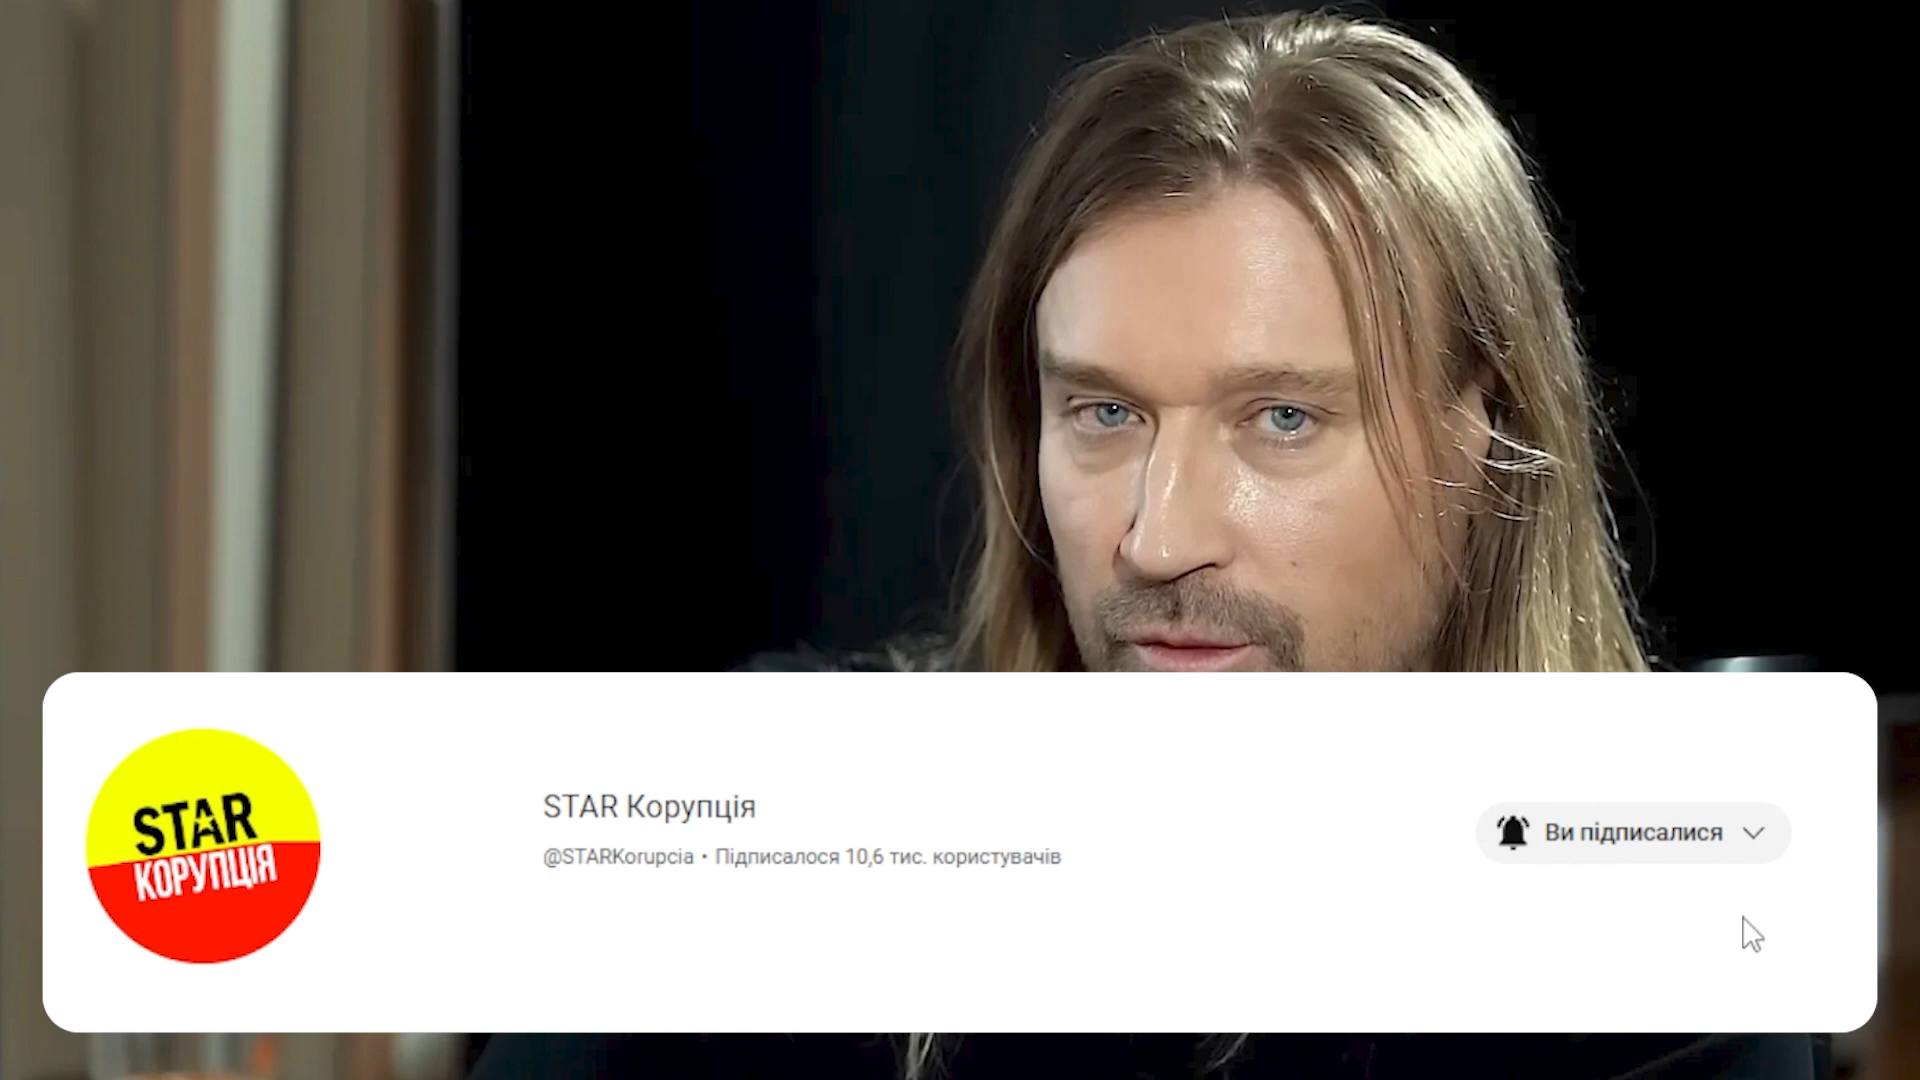 STAR
КОРУПЦІЯ
STAR Корупція
@STARKorupcia • Підписалося 10,6 тис. користувачів
Ви підписалися